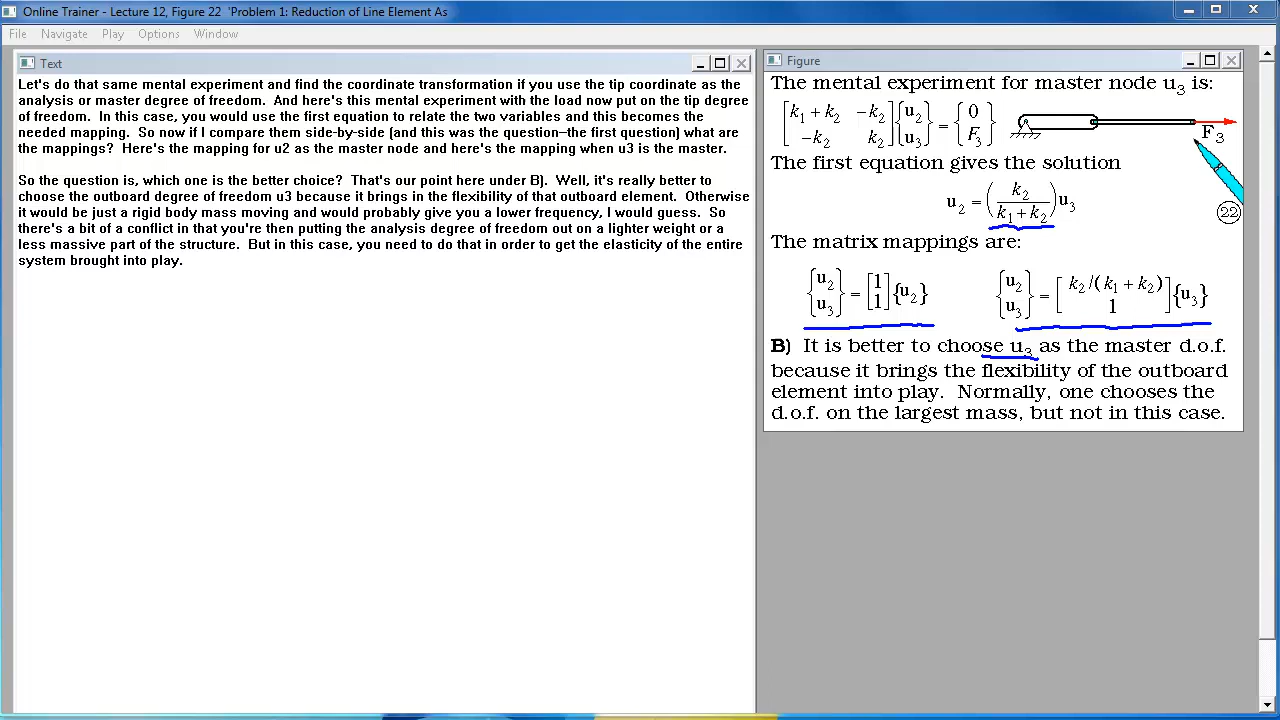 Online Trainer - Lecture 12, Figure 22 'Problem 1: Reduction of Line Element As
File Navigate Play Options Window
Text
Let's do that same mental experiment and find the coordinate transformation if you use the tip coordinate as the
analysis or master degree of freedom. And here's this mental experiment with the load now put on the tip degree
of freedom. In this case, you would use the first equation to relate the two variables and this becomes the
needed mapping. So now if I compare them side-by-side (and this was the question–the first question) what are
the mappings? Here's the mapping for u2 as the master node and here's the mapping when u3 is the master.
So the question is, which one is the better choice? That's our point here under B). Well, it's really better to
choose the outboard degree of freedom u3 because it brings in the flexibility of that outboard element. Otherwise
it would be just a rigid body mass moving and would probably give you a lower frequency, I would guess. So
there's a bit of a conflict in that you're then putting the analysis degree of freedom out on a lighter weight or a
less massive part of the structure. But in this case, you need to do that in order to get the elasticity of the entire
system brought into play.
Figure
The mental experiment for master node u₃ is:
[k₁ + k₂ −k₂] {u₂} = {0}
[−k₂ k₂] {u₃} {F₃}
F₃
The first equation gives the solution
u₂ = (k₂ / (k₁ + k₂)) u₃
22
The matrix mappings are:
{u₂ u₃} = [1 1] {u₂} {u₂ u₃} = [k₂ /(k₁ + k₂) 1] {u₃}
B) It is better to choose u₃ as the master d.o.f.
because it brings the flexibility of the outboard
element into play. Normally, one chooses the
d.o.f. on the largest mass, but not in this case.